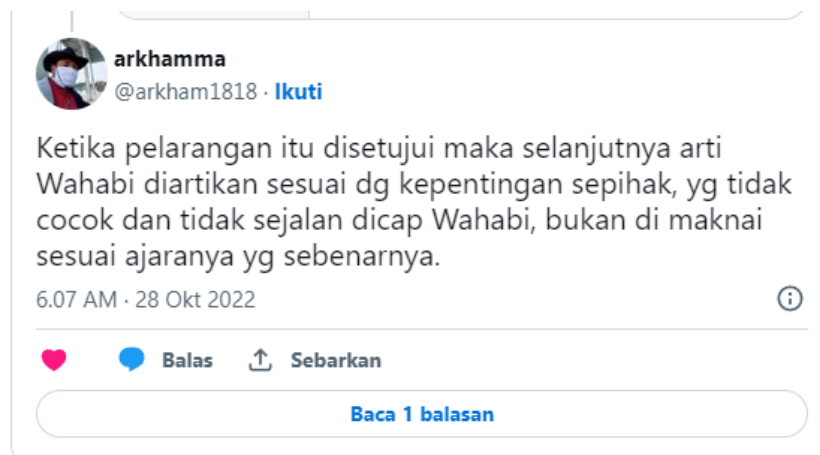 arkhamma
@arkham1818 · Ikuti
Ketika pelarangan itu disetujui maka selanjutnya arti
Wahabi diartikan sesuai dg kepentingan sepihak, yg tidak
cocok dan tidak sejalan dicap Wahabi, bukan di maknai
sesuai ajaranya yg sebenarnya.
6.07 AM · 28 Okt 2022
Balas Sebarkan
Baca 1 balasan